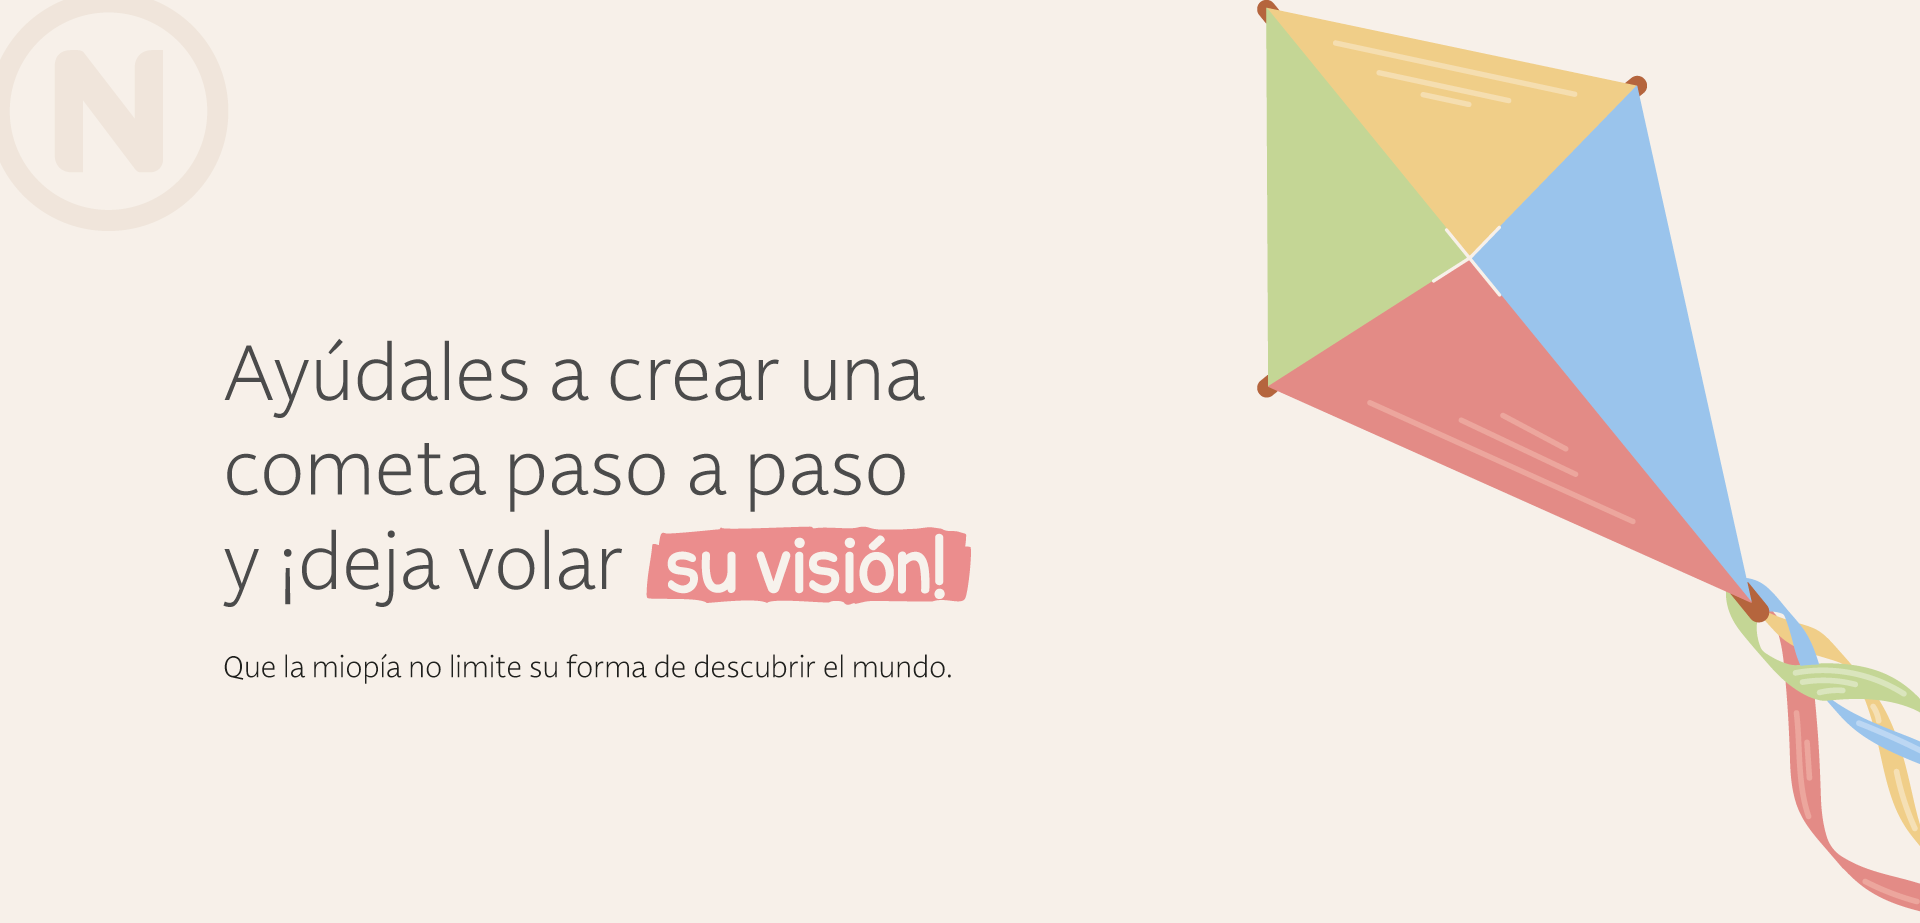 N
Ayúdales a crear una
cometa paso a paso
y ¡deja volar su visión!
Que la miopía no limite su forma de descubrir el mundo.